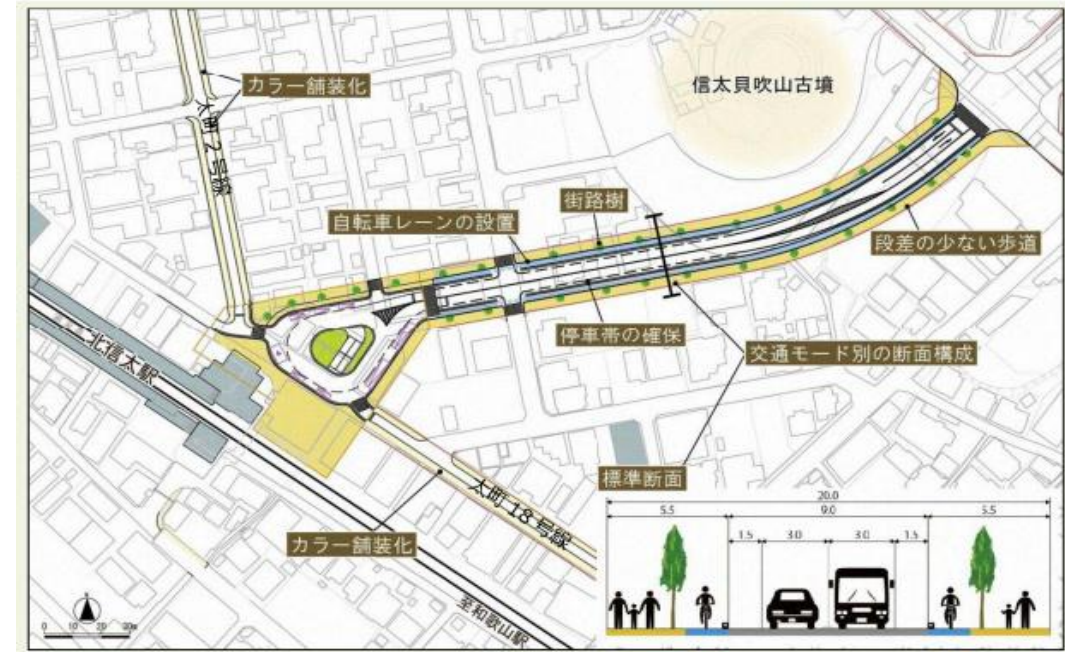 カラー舗装化
太町2号線
信太貝吹山古墳
街路樹
自転車レーンの設置
段差の少ない歩道
停車帯の確保
交通モード別の断面構成
北信太駅
標準断面
太町18号線
カラー舗装化
至和歌山駅
20.0
5.5 9.0 5.5
1.5 3.0 3.0 1.5
0 10 20 30m